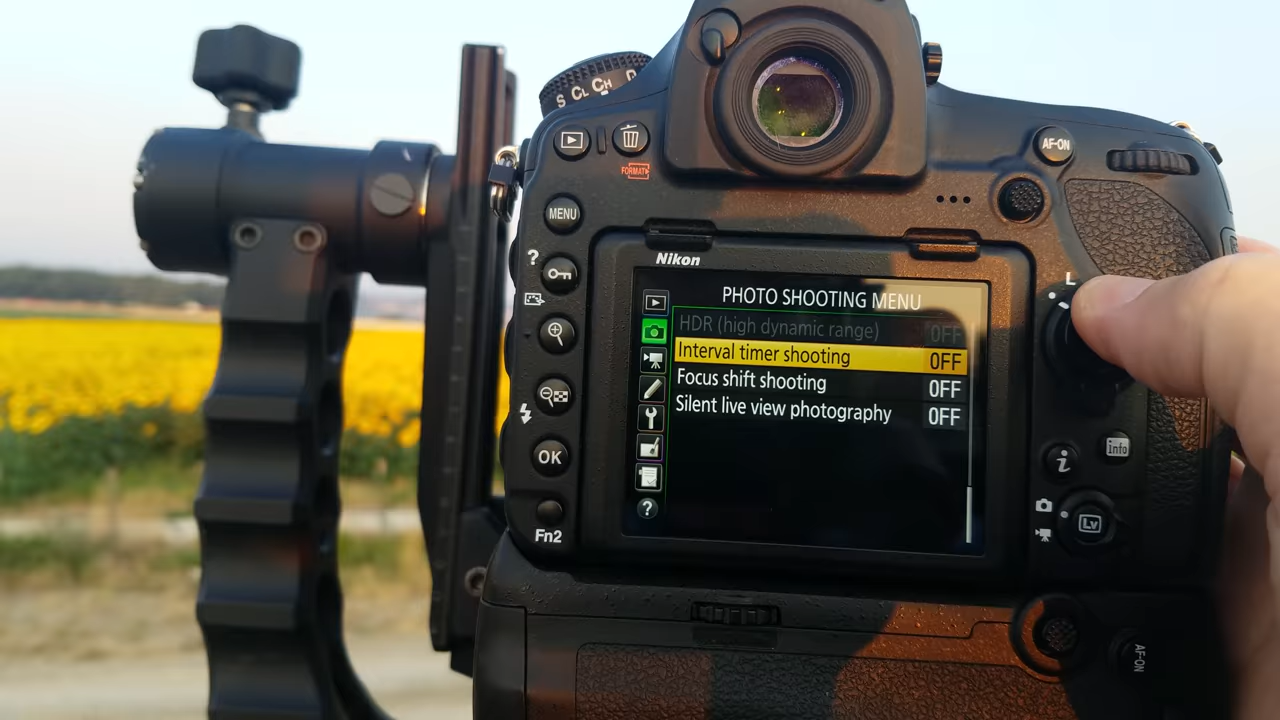 S CL CH
AF-ON
FORMAT
MENU
?
L
Nikon
PHOTO SHOOTING MENU
HDR (high dynamic range) OFF
Interval timer shooting OFF
Focus shift shooting OFF
Silent live view photography OFF
?
OK
info
i
Lv
Fn2
AF-ON